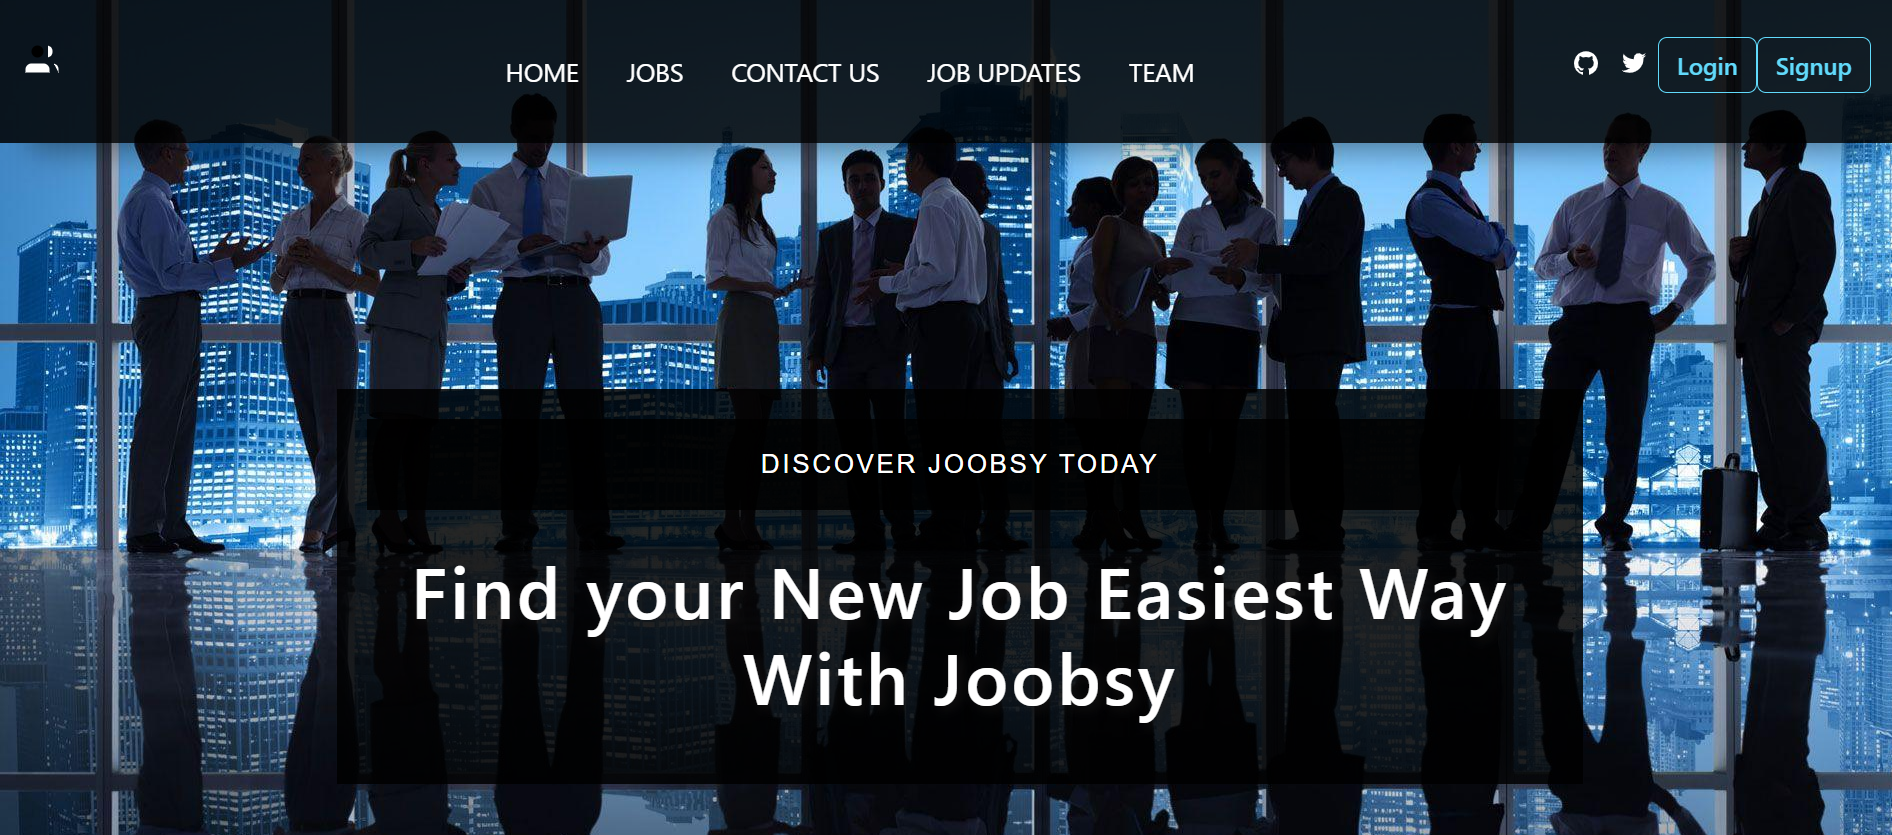 HOME JOBS CONTACT US JOB UPDATES TEAM Login Signup
DISCOVER JOOBSY TODAY
Find your New Job Easiest Way
With Joobsy